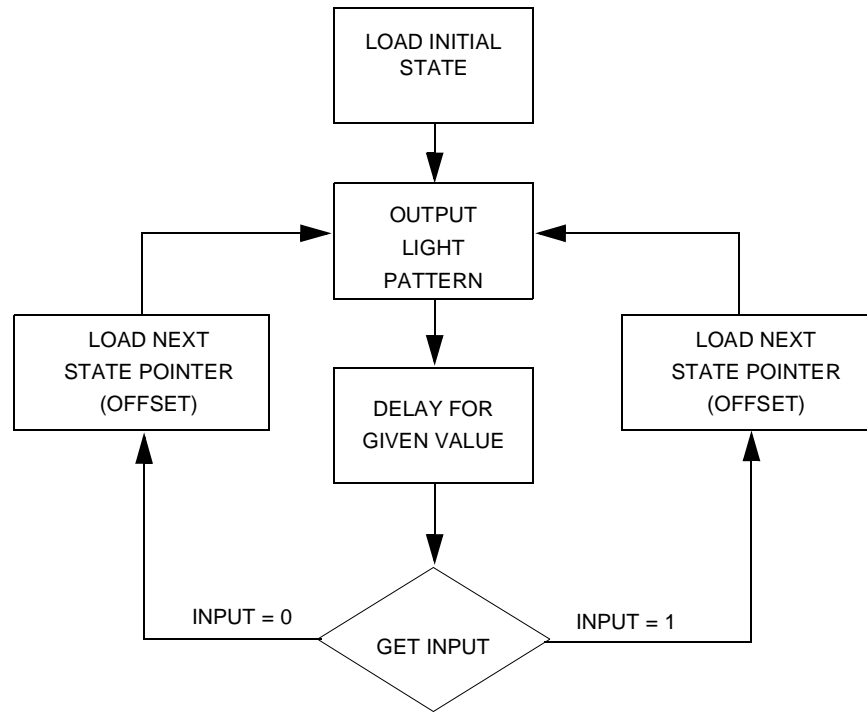 LOAD INITIAL
STATE
OUTPUT
LIGHT
PATTERN
LOAD NEXT
STATE POINTER
(OFFSET)
LOAD NEXT
STATE POINTER
(OFFSET)
DELAY FOR
GIVEN VALUE
INPUT = 0
INPUT = 1
GET INPUT